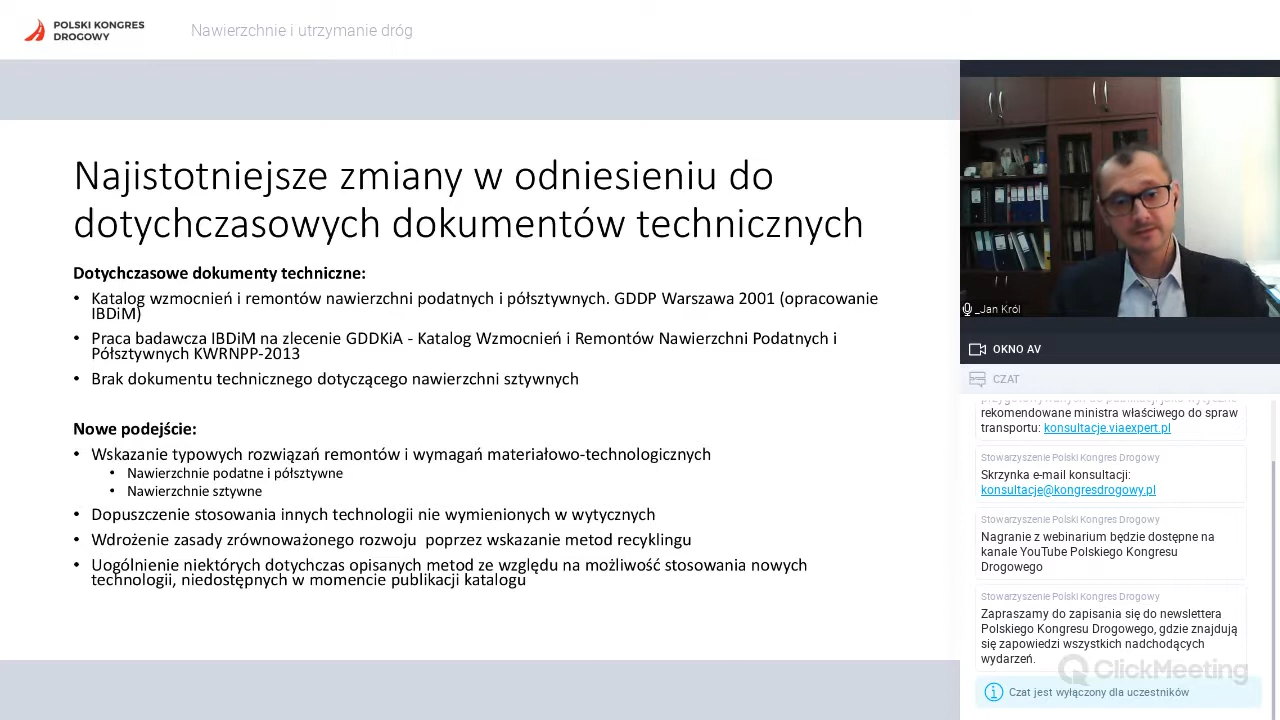 POLSKI KONGRES
DROGOWY
Nawierzchnie i utrzymanie dróg
Najistotniejsze zmiany w odniesieniu do
dotychczasowych dokumentów technicznych
Dotychczasowe dokumenty techniczne:
• Katalog wzmocnień i remontów nawierzchni podatnych i półsztywnych. GDDP Warszawa 2001 (opracowanie
IBDiM)
• Praca badawcza IBDiM na zlecenie GDDKiA - Katalog Wzmocnień i Remontów Nawierzchni Podatnych i
Półsztywnych KWRNPP-2013
• Brak dokumentu technicznego dotyczącego nawierzchni sztywnych
Nowe podejście:
• Wskazanie typowych rozwiązań remontów i wymagań materiałowo-technologicznych
• Nawierzchnie podatne i półsztywne
• Nawierzchnie sztywne
• Dopuszczenie stosowania innych technologii nie wymienionych w wytycznych
• Wdrożenie zasady zrównoważonego rozwoju poprzez wskazanie metod recyklingu
• Uogólnienie niektórych dotychczas opisanych metod ze względu na możliwość stosowania nowych
technologii, niedostępnych w momencie publikacji katalogu
_Jan Król
OKNO AV
CZAT
przygotowywanych do publikacji jako wytyczne
rekomendowane ministra właściwego do spraw
transportu: konsultacje.viaexpert.pl
Stowarzyszenie Polski Kongres Drogowy
Skrzynka e-mail konsultacji:
konsultacje@kongresdrogowy.pl
Stowarzyszenie Polski Kongres Drogowy
Nagranie z webinarium będzie dostępne na
kanale YouTube Polskiego Kongresu
Drogowego
Stowarzyszenie Polski Kongres Drogowy
Zapraszamy do zapisania się do newslettera
Polskiego Kongresu Drogowego, gdzie znajdują
się zapowiedzi wszystkich nadchodzących
wydarzeń.
ClickMeeting
Czat jest wyłączony dla uczestników